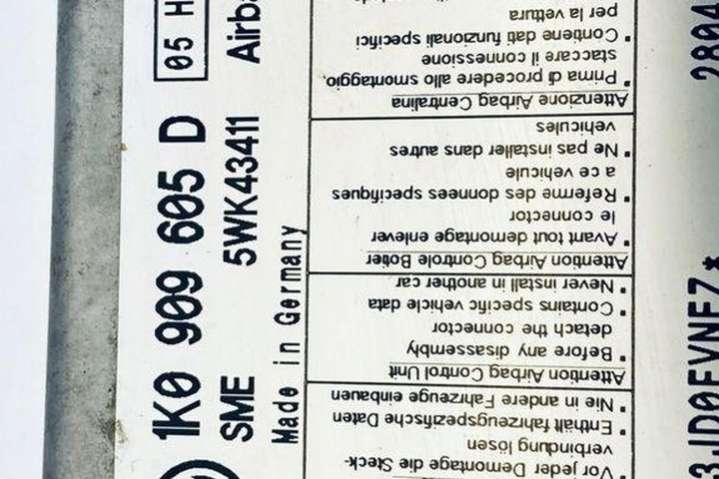 1K0 909 605 D
05 H
SME 5WK43411 Airba
Made in Germany
Vor jeder Demontage die Steck-
verbindung lösen
• Enthält fahrzeugspezifische Daten
• Nie in andere Fahrzeuge einbauen
Attention Airbag Control Unit
• Before any disassembly
detach the connector
• Contains specific vehicle data
• Never install in another car
Attention Airbag Controle Botier
• Avant tout demontage enlever
le connector
• Referme des donnees specifiques
a ce vehicule
• Ne pas installer dans autres
vehicules
Attenzione Airbag Centralina
• Prima di procedere allo smontaggio,
staccare il connessione
• Contiene dati funzionali specifici
per la vettura
3JD0EVNF7* 2804